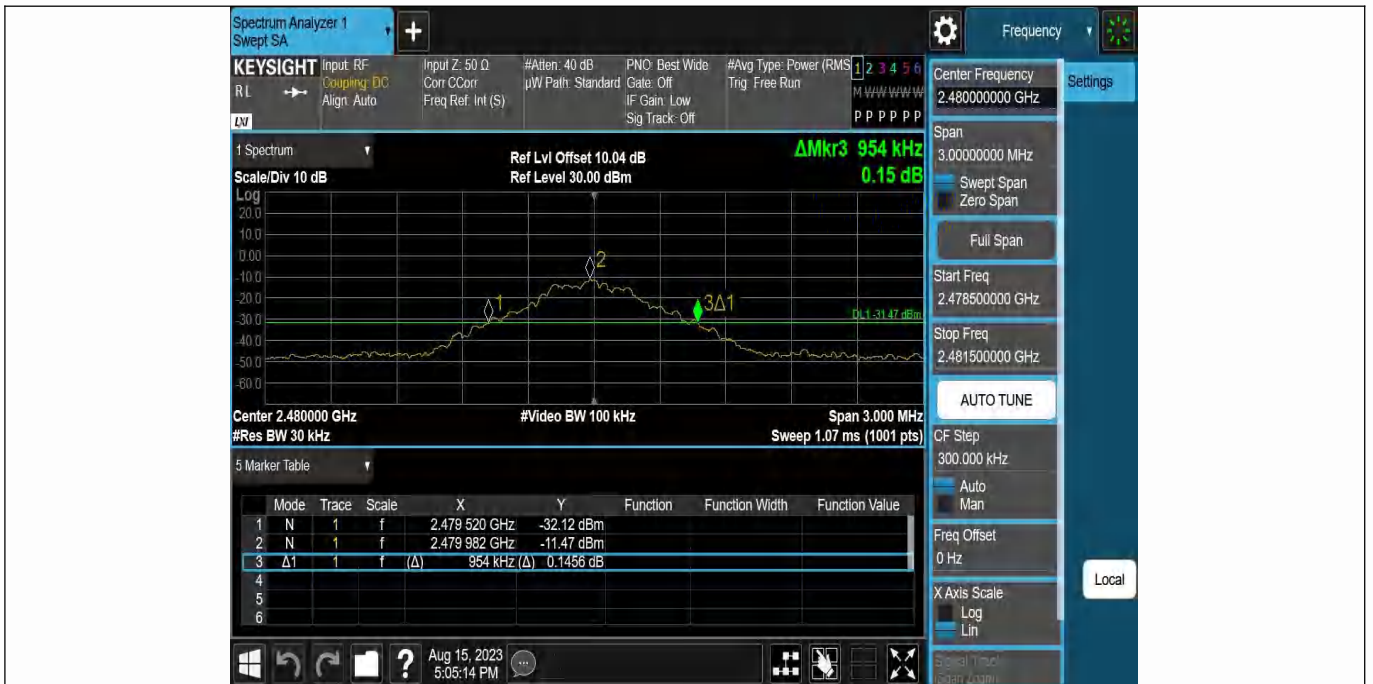 Spectrum Analyzer 1
Swept SA
+
Frequency
KEYSIGHT
RL
LXI
Input: RF
Coupling: DC
Align: Auto
Input Z: 50 Ω
Corr CCorr
Freq Ref: Int (S)
#Atten: 40 dB
µW Path: Standard
PNO: Best Wide
Gate: Off
IF Gain: Low
Sig Track: Off
#Avg Type: Power (RMS
Trig: Free Run
1 2 3 4 5 6
M W W W W W
P P P P P P
1 Spectrum
Scale/Div 10 dB
Ref Lvl Offset 10.04 dB
Ref Level 30.00 dBm
ΔMkr3 954 kHz
0.15 dB
Log
20.0
10.0
0.00
-10.0
-20.0
-30.0
-40.0
-50.0
-60.0
1
2
3Δ1
DL1 -31.47 dBm
Center 2.480000 GHz
#Video BW 100 kHz
Span 3.000 MHz
#Res BW 30 kHz
Sweep 1.07 ms (1001 pts)
5 Marker Table
Mode Trace Scale X Y Function Function Width Function Value
1 N 1 f 2.479 520 GHz -32.12 dBm
2 N 1 f 2.479 982 GHz -11.47 dBm
3 Δ1 1 f (Δ) 954 kHz (Δ) 0.1456 dB
4
5
6
?
Aug 15, 2023
5:05:14 PM
Center Frequency
2.480000000 GHz
Settings
Span
3.00000000 MHz
Swept Span
Zero Span
Full Span
Start Freq
2.478500000 GHz
Stop Freq
2.481500000 GHz
AUTO TUNE
CF Step
300.000 kHz
Auto
Man
Freq Offset
0 Hz
X Axis Scale
Log
Lin
Signal Track
(Span Zoom)
Local